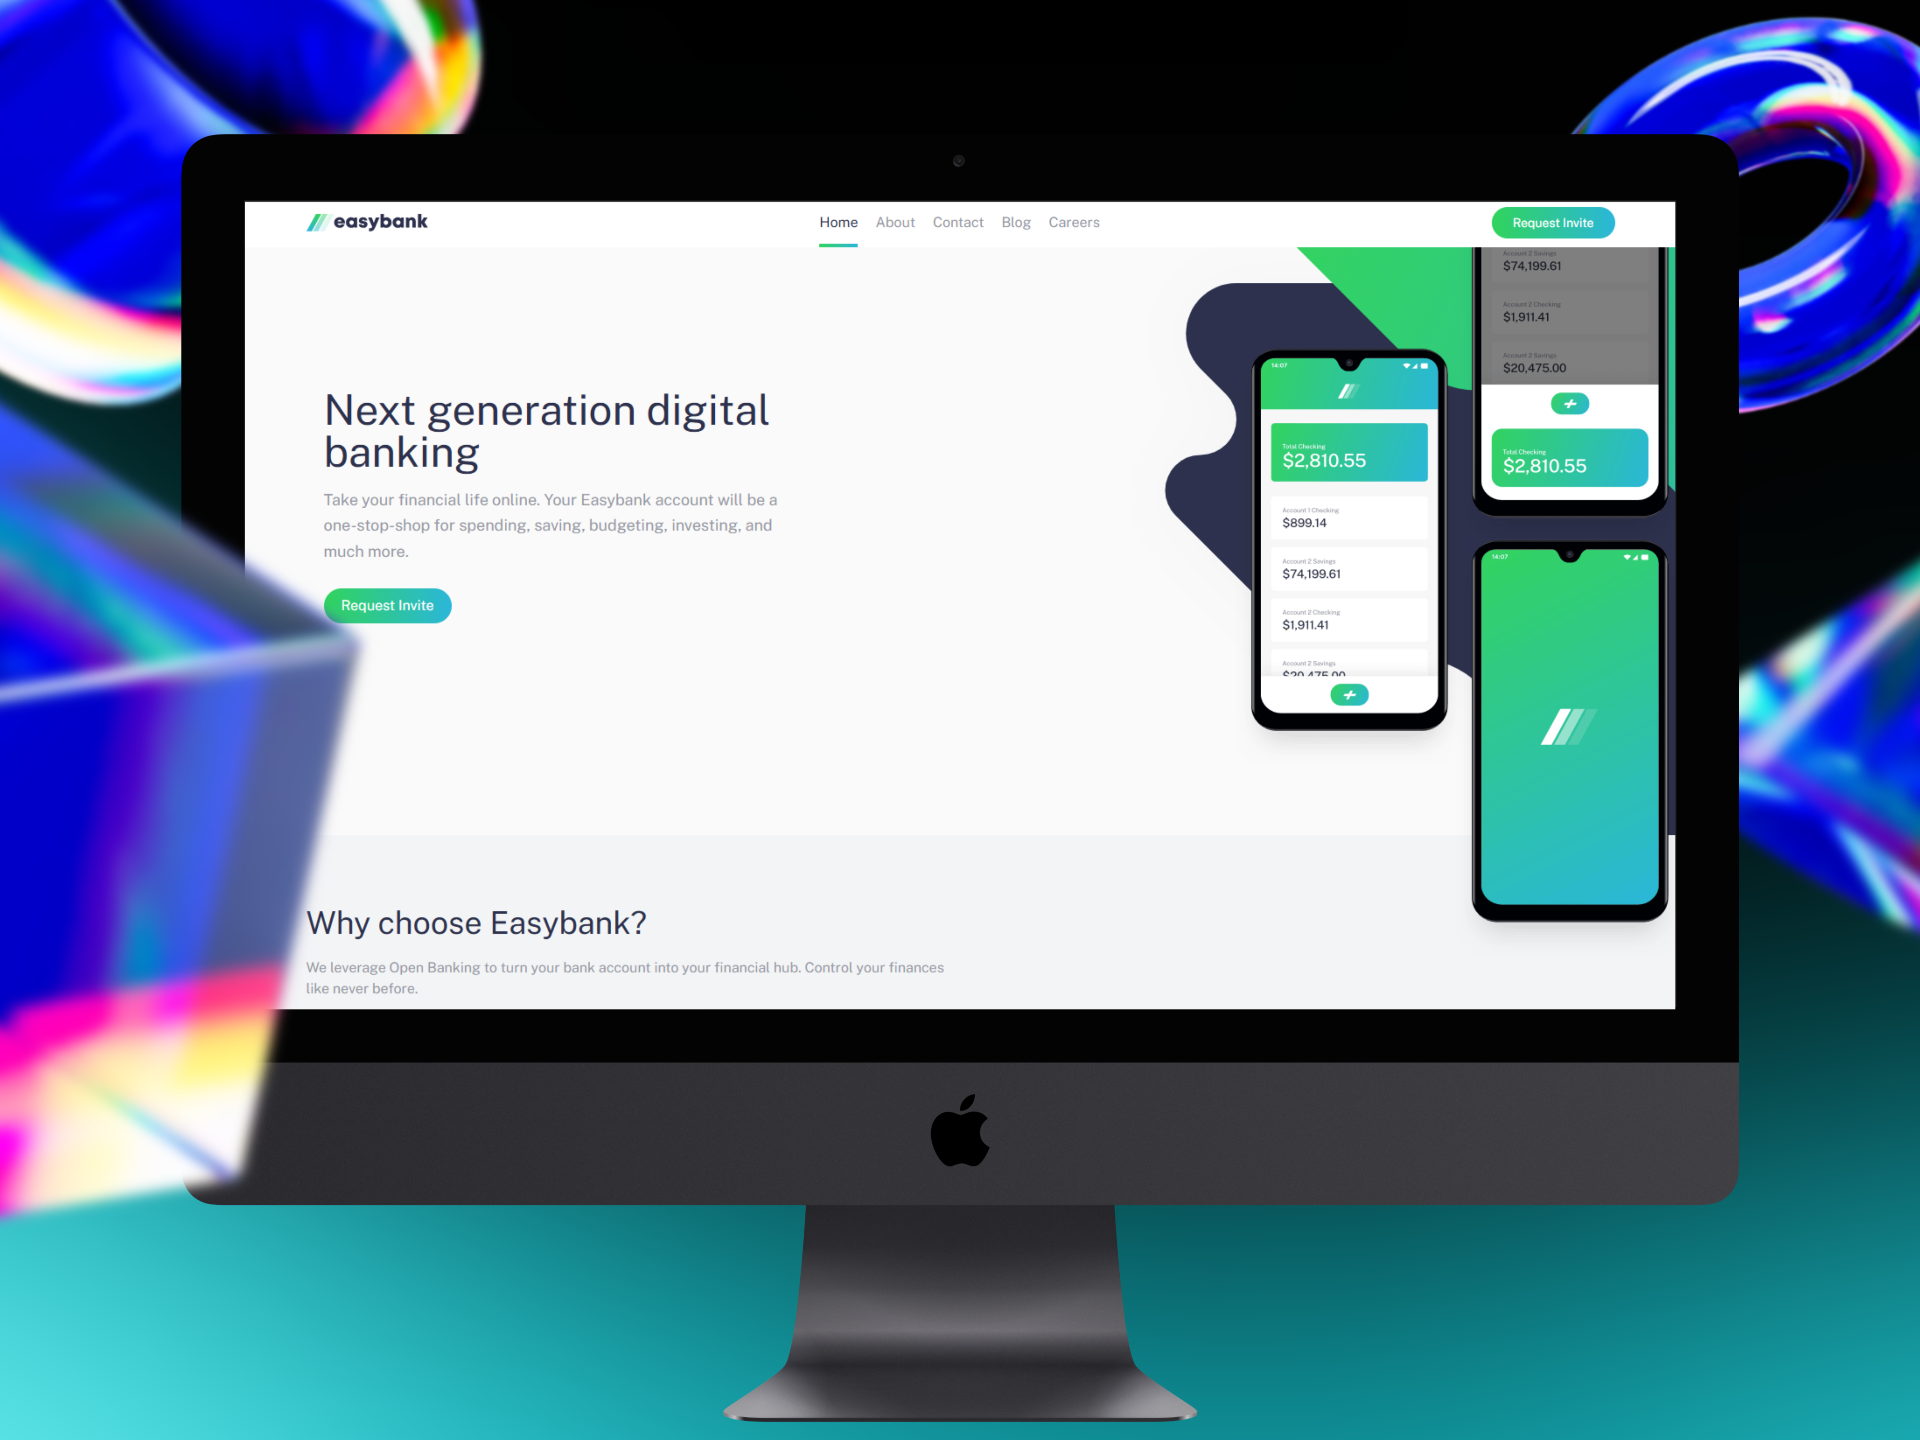 easybank
Home About Contact Blog Careers
Request Invite
Next generation digital
banking
Take your financial life online. Your Easybank account will be a
one-stop-shop for spending, saving, budgeting, investing, and
much more.
Request Invite
14:07
Total Checking
$2,810.55
Account 1 Checking
$899.14
Account 2 Savings
$74,199.61
Account 2 Checking
$1,911.41
Account 2 Savings
$20,475.00
Account 2 Savings
$74,199.61
Account 2 Checking
$1,911.41
Account 2 Savings
$20,475.00
Total Checking
$2,810.55
14:07
Why choose Easybank?
We leverage Open Banking to turn your bank account into your financial hub. Control your finances
like never before.